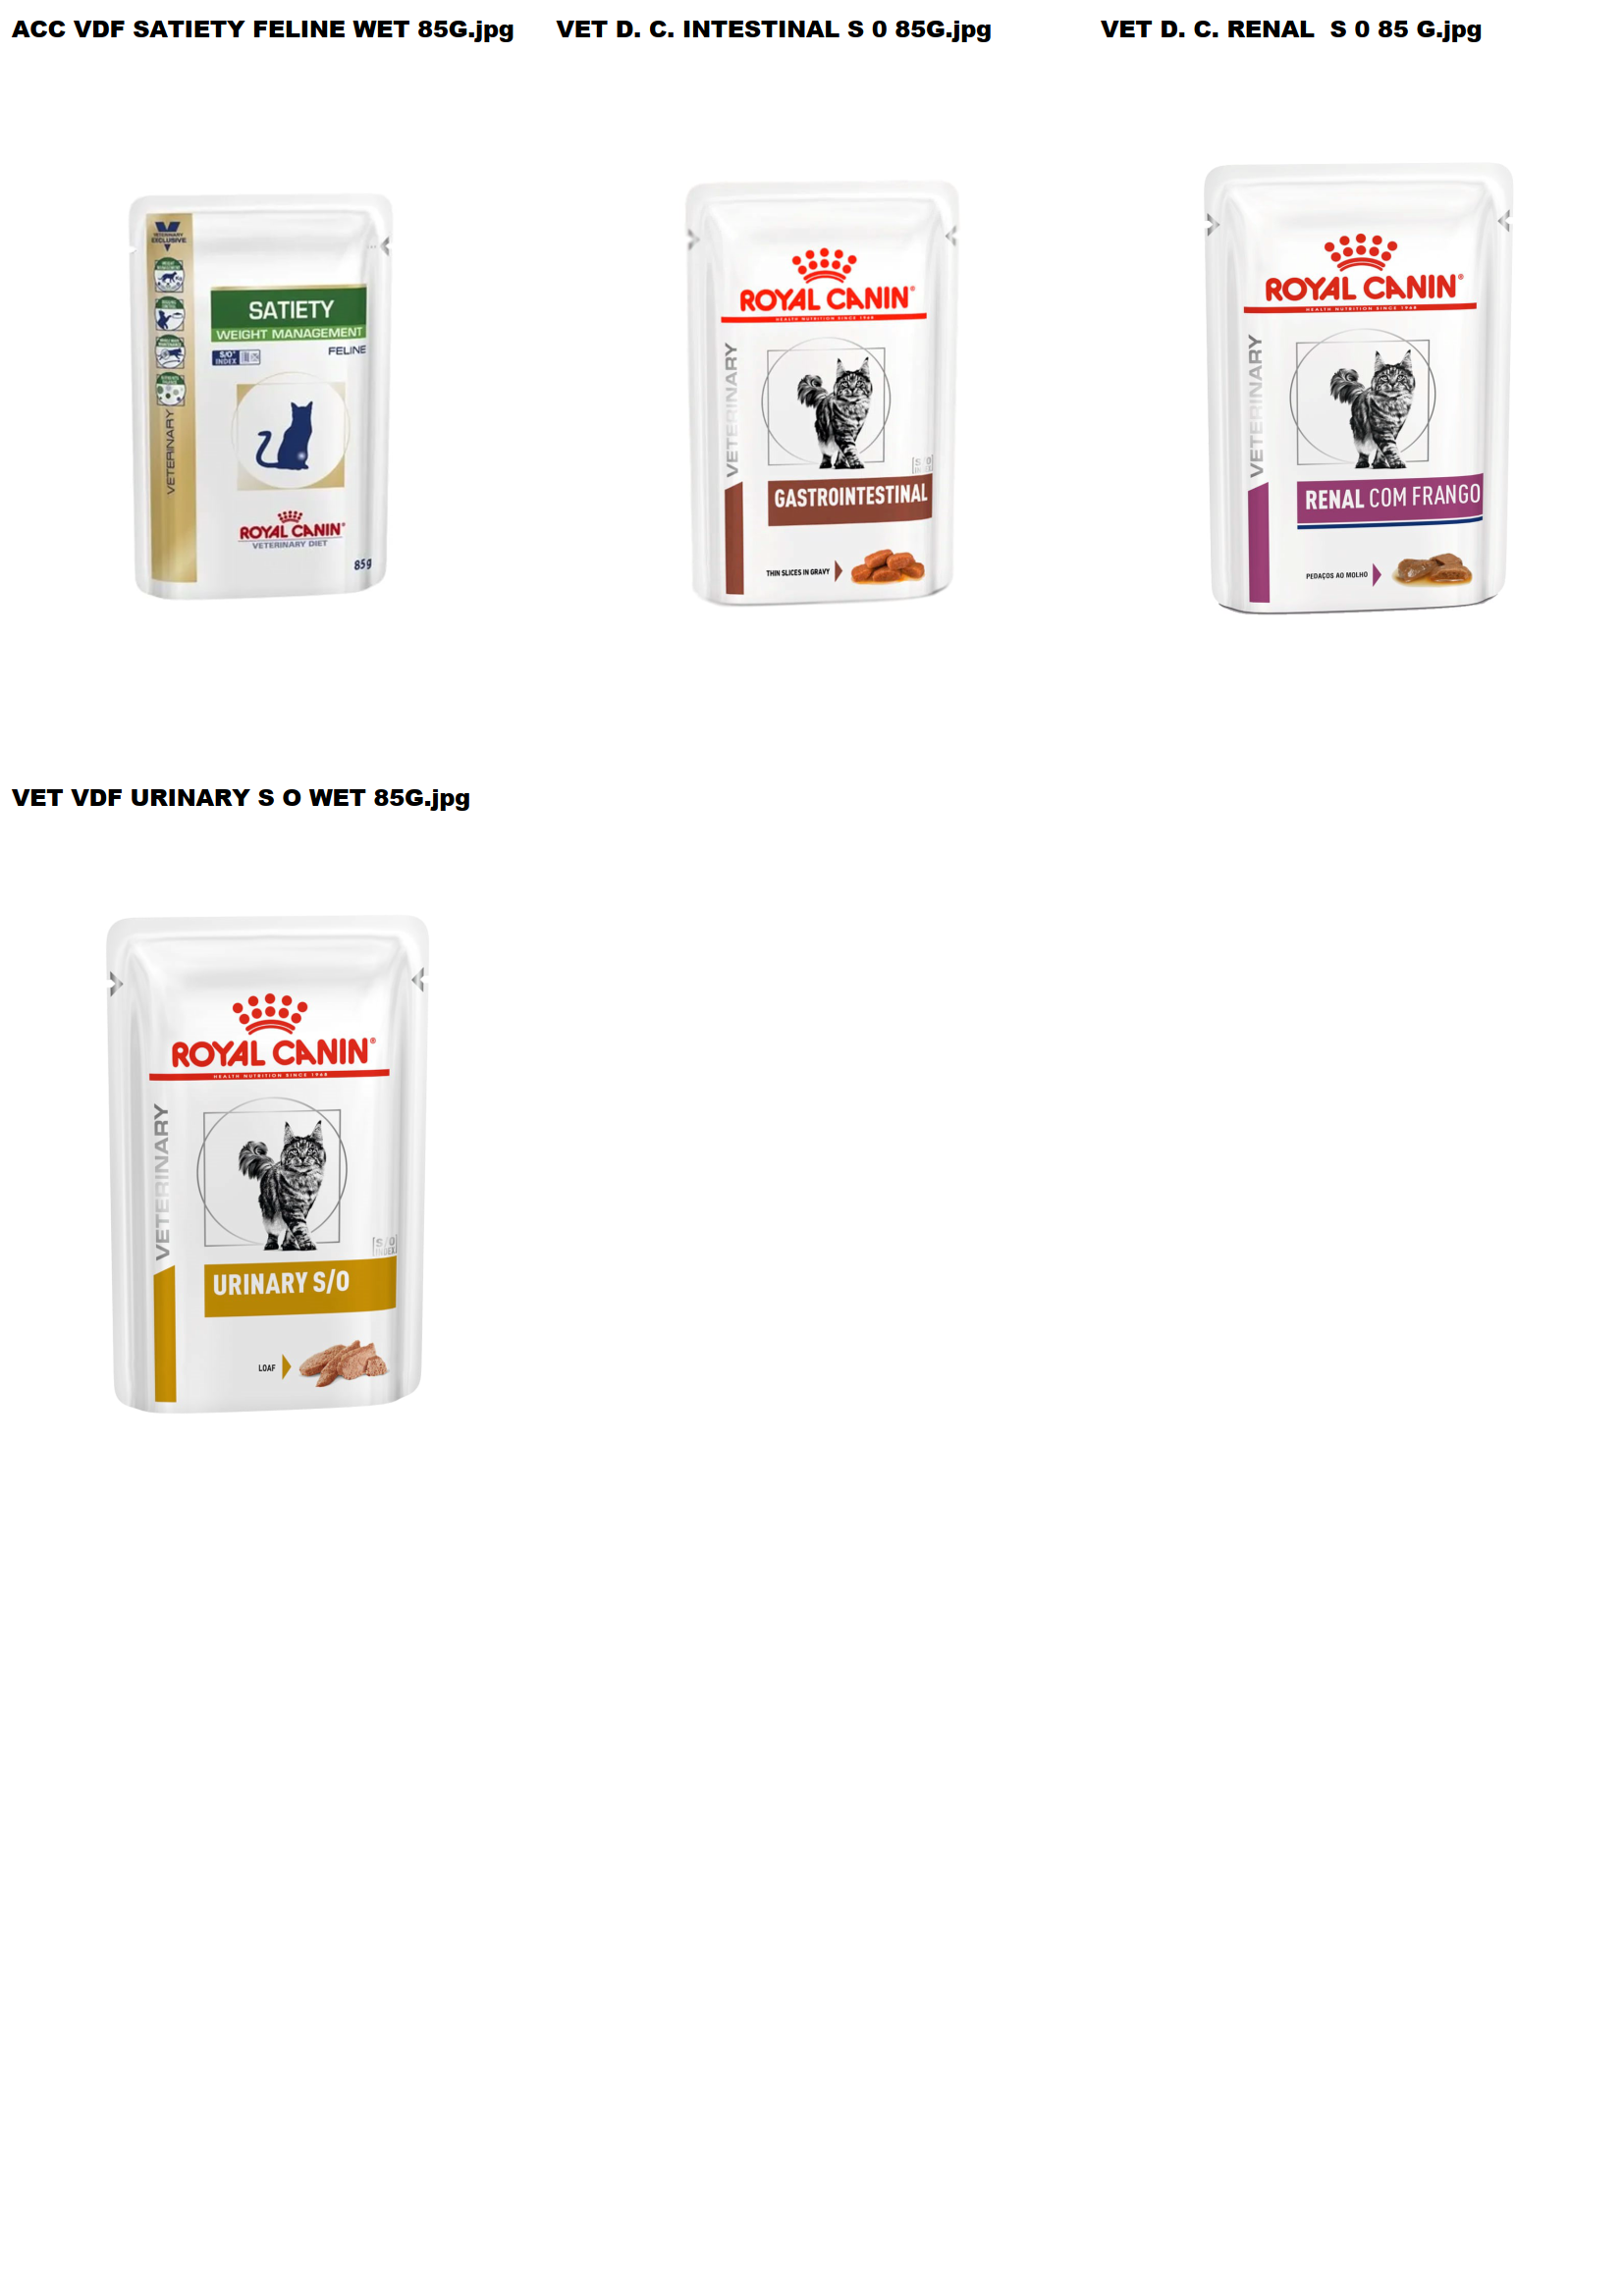 ACC VDF SATIETY FELINE WET 85G.jpg
VET D. C. INTESTINAL S 0 85G.jpg
VET D. C. RENAL  S 0 85 G.jpg
VETERINARY
EXCLUSIVE
SATIETY
WEIGHT MANAGEMENT
S/O
INDEX
FELINE
VETERINARY
ROYAL CANIN
VETERINARY DIET
85g
ROYAL CANIN®
HEALTH NUTRITION SINCE 1968
VETERINARY
S/O
INDEX
GASTROINTESTINAL
THIN SLICES IN GRAVY
ROYAL CANIN®
HEALTH NUTRITION SINCE 1968
VETERINARY
RENAL COM FRANGO
PEDAÇOS AO MOLHO
VET VDF URINARY S O WET 85G.jpg
ROYAL CANIN®
HEALTH NUTRITION SINCE 1968
VETERINARY
S/O
INDEX
URINARY S/O
LOAF